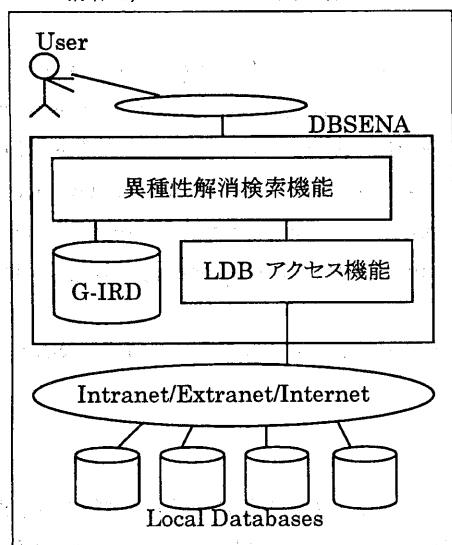 User
DBSENA
異種性解消検索機能
G-IRD
LDB アクセス機能
Intranet/Extranet/Internet
Local Databases